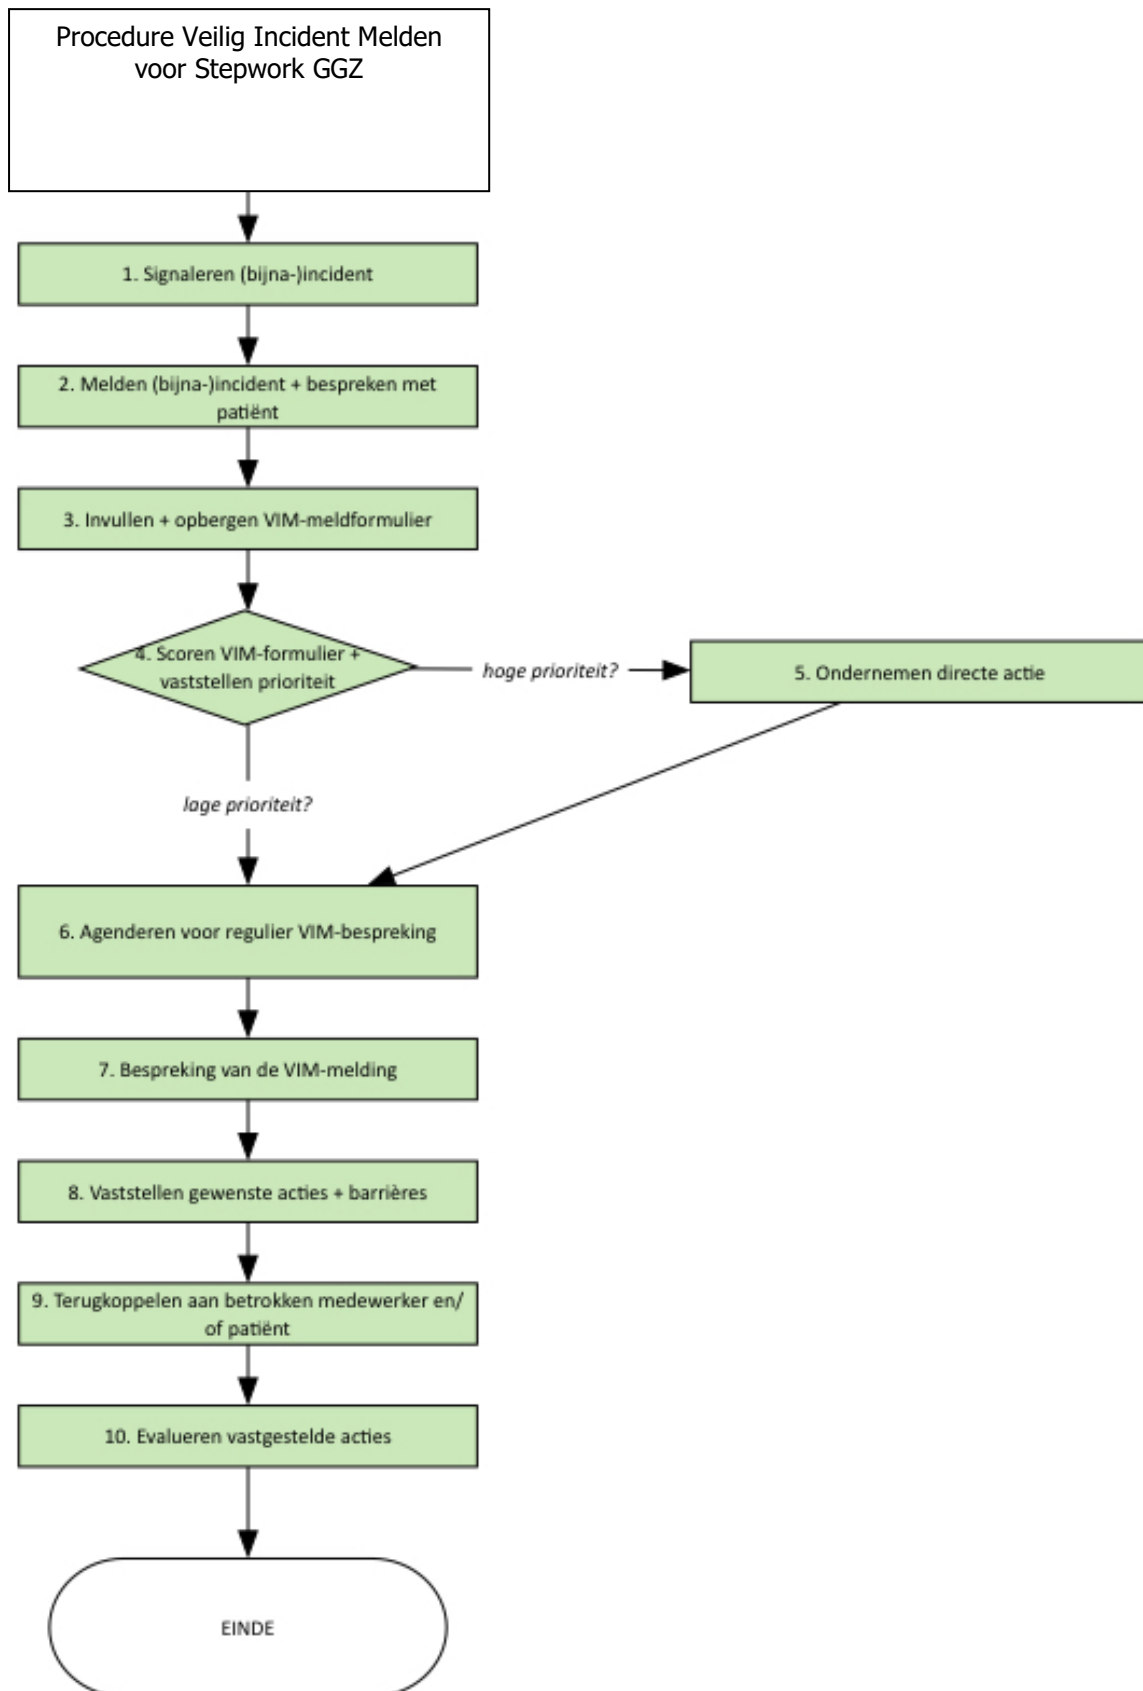 Procedure Veilig Incident Melden
voor Stepwork GGZ
1. Signaleren (bijna-)incident
2. Melden (bijna-)incident + bespreken met
patiënt
3. Invullen + opbergen VIM-meldformulier
4. Scoren VIM-formulier +
vaststellen prioriteit
hoge prioriteit?
5. Ondernemen directe actie
lage prioriteit?
6. Agenderen voor regulier VIM-bespreking
7. Bespreking van de VIM-melding
8. Vaststellen gewenste acties + barrières
9. Terugkoppelen aan betrokken medewerker en/
of patiënt
10. Evalueren vastgestelde acties
EINDE